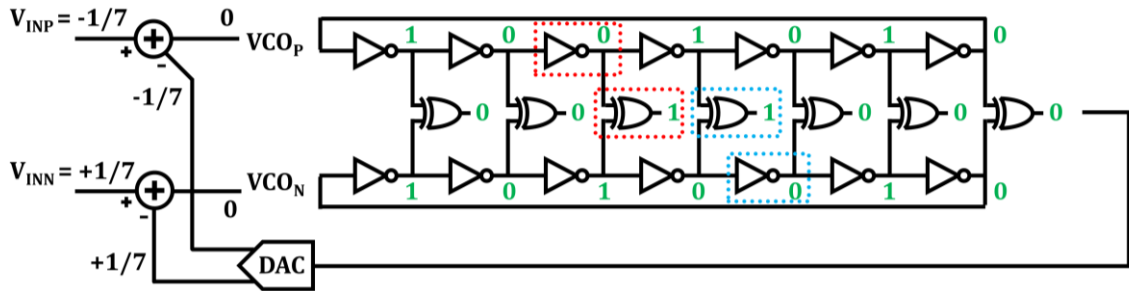 V_INP = -1/7
+
-
0
VCO_P
1 0 0 1 0 1 0
-1/7
0 0 1 1 0 0 0
V_INN = +1/7
+
-
0
VCO_N
1 0 1 0 0 1 0
+1/7
DAC